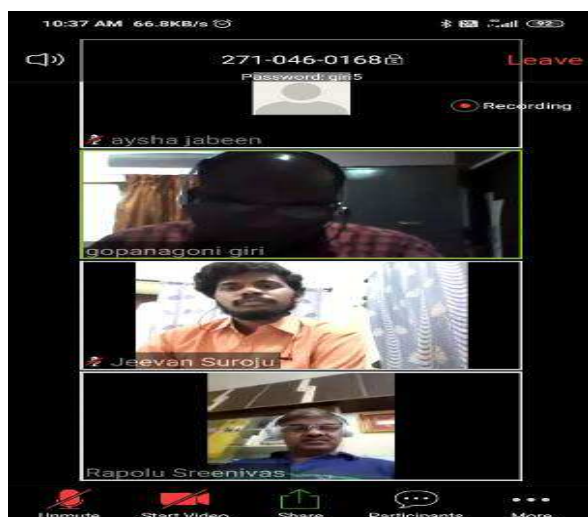 10:37 AM 66.8KB/s
92
271-046-0168
Leave
Password: giri5
Recording
aysha jabeen
gopanagoni giri
Jeevan Suroju
Rapolu Sreenivas
Unmute Start Video Share Participants More